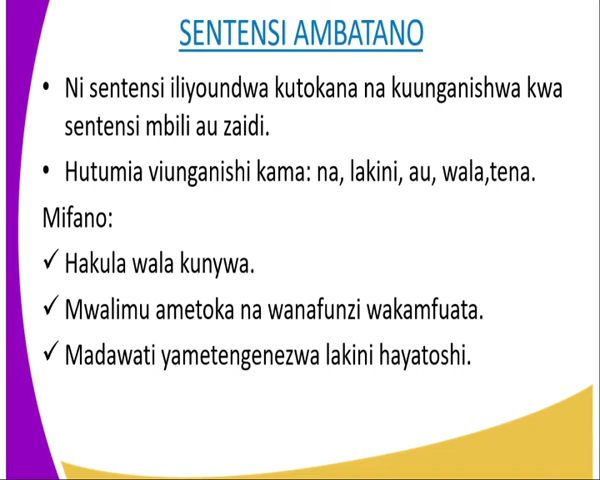 SENTENSI AMBATANO
• Ni sentensi iliyoundwa kutokana na kuunganishwa kwa
sentensi mbili au zaidi.
• Hutumia viunganishi kama: na, lakini, au, wala,tena.
Mifano:
✓ Hakula wala kunywa.
✓ Mwalimu ametoka na wanafunzi wakamfuata.
✓ Madawati yametengenezwa lakini hayatoshi.